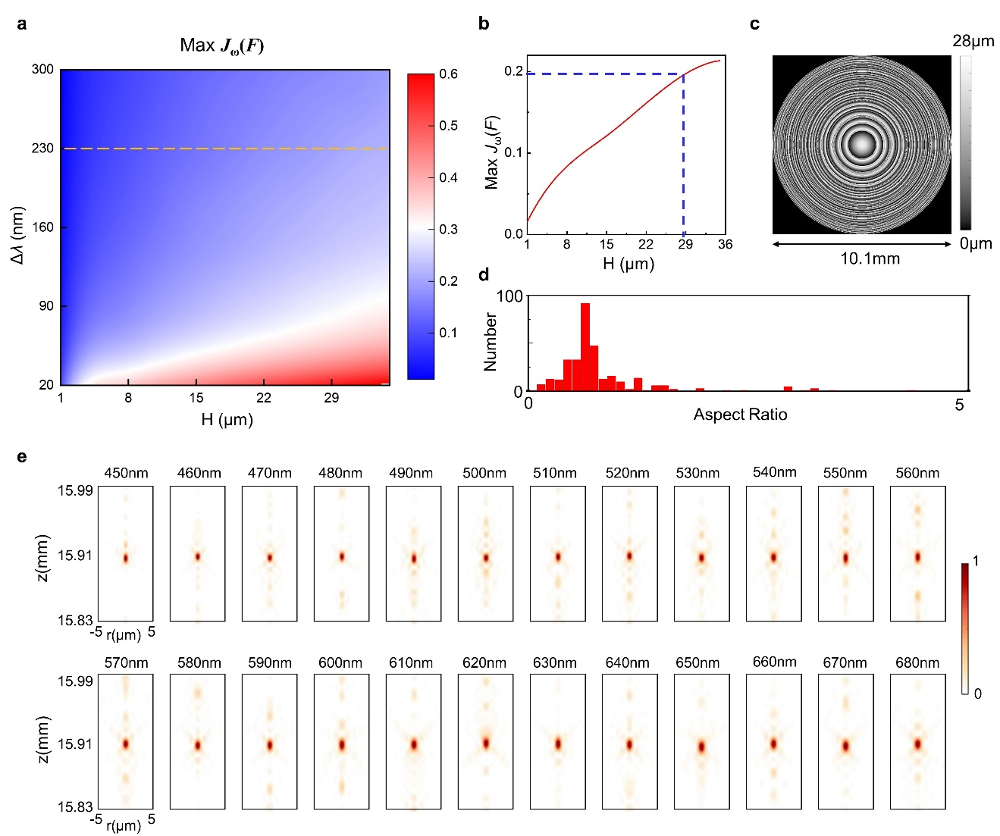 a
Max Jω(F)
300
230
160
90
20
Δλ (nm)
1 8 15 22 29
H (μm)
0.6
0.5
0.4
0.3
0.2
0.1
b
0.2
0.1
0.0
Max Jω(F)
1 8 15 22 29 36
H (μm)
c
28μm
0μm
10.1mm
d
100
0
Number
0 5
Aspect Ratio
e
450nm 460nm 470nm 480nm 490nm 500nm 510nm 520nm 530nm 540nm 550nm 560nm
15.99
15.91
15.83
z(mm)
-5 r(μm) 5
570nm 580nm 590nm 600nm 610nm 620nm 630nm 640nm 650nm 660nm 670nm 680nm
15.99
15.91
15.83
z(mm)
-5 r(μm) 5
1
0